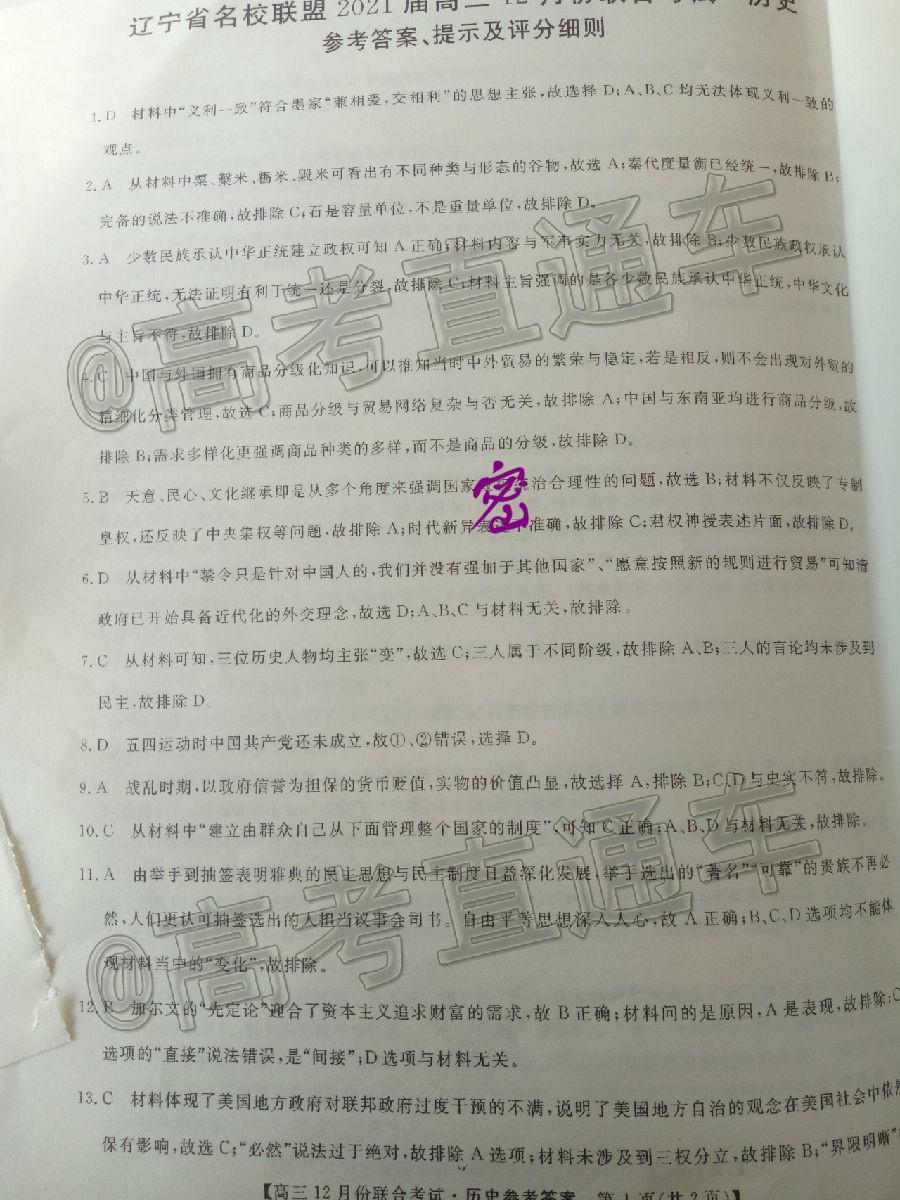 辽宁省名校联盟 2021 届高三 12 月份联合考试 历史
参考答案、提示及评分细则
1. D 材料中“义利一致”符合墨家“兼相爱,交相利”的思想主张,故选择 D;A、B、C 均无法体现义利一致的
观点。
2. A 从材料中粟、粲米、粝米、毇米可看出有不同种类与形态的谷物,故选 A;秦代度量衡已经统一,故排除 B;
完备的说法不准确,故排除 C;石是容量单位,不是重量单位,故排除 D。
3. A 少数民族承认中华正统建立政权可知 A 正确;材料内容与军事实力无关,故排除 B;少数民族政权承认
中华正统,无法证明有利于统一还是分裂,故排除 C;材料主旨强调的是各少数民族承认中华正统,中华文化
与主旨不符,故排除 D。
4. C 中国与外洲拥有商品分级化知识,可以推知当时中外贸易的繁荣与稳定,若是相反,则不会出现对外贸的
精细化分类管理,故选 C;商品分级与贸易网络复杂与否无关,故排除 A;中国与东南亚均进行商品分级,故
排除 B;需求多样化更强调商品种类的多样,而不是商品的分级,故排除 D。
5. B 天意、民心、文化继承即是从多个角度来强调国家 统治合理性的问题,故选 B;材料不仅反映了专制
皇权,还反映了中央集权等问题,故排除 A;时代新异表述不准确,故排除 C;君权神授表述片面,故排除 D。
密
6. D 从材料中“禁令只是针对中国人的,我们并没有强加于其他国家”、“愿意按照新的规则进行贸易”可知清
政府已开始具备近代化的外交理念,故选 D;A、B、C 与材料无关,故排除。
7. C 从材料可知,三位历史人物均主张“变”,故选 C;三人属于不同阶级,故排除 A、B;三人的言论均未涉及到
民主,故排除 D。
8. D 五四运动时中国共产党还未成立,故①、②错误,选择 D。
9. A 战乱时期,以政府信誉为担保的货币贬值,实物的价值凸显,故选择 A,排除 B;C、D 与史实不符,故排除。
10. C 从材料中“建立由群众自己从下面管理整个国家的制度”,可知 C 正确;A、B、D 与材料无关,故排除。
11. A 由举手到抽签表明雅典的民主思想与民主制度日益深化发展,举手选出的“著名”“可靠”的贵族不再必
然,人们更认可抽签选出的人担当议事会司书。自由平等思想深入人心,故 A 正确;B、C、D 选项均不能体
现材料当中的“变化”,故排除。
12. B 加尔文的“先定论”迎合了资本主义追求财富的需求,故 B 正确;材料问的是原因,A 是表现,故排除;C
选项的“直接”说法错误,是“间接”;D 选项与材料无关。
13. C 材料体现了美国地方政府对联邦政府过度干预的不满,说明了美国地方自治的观念在美国社会中依然
保有影响,故选 C;“必然”说法过于绝对,故排除 A 选项;材料未涉及到三权分立,故排除 B;“界限明晰”
【高三 12 月份联合考试·历史参考答案 第 1 页(共 2 页)】
@高考直通车
@高考直通车